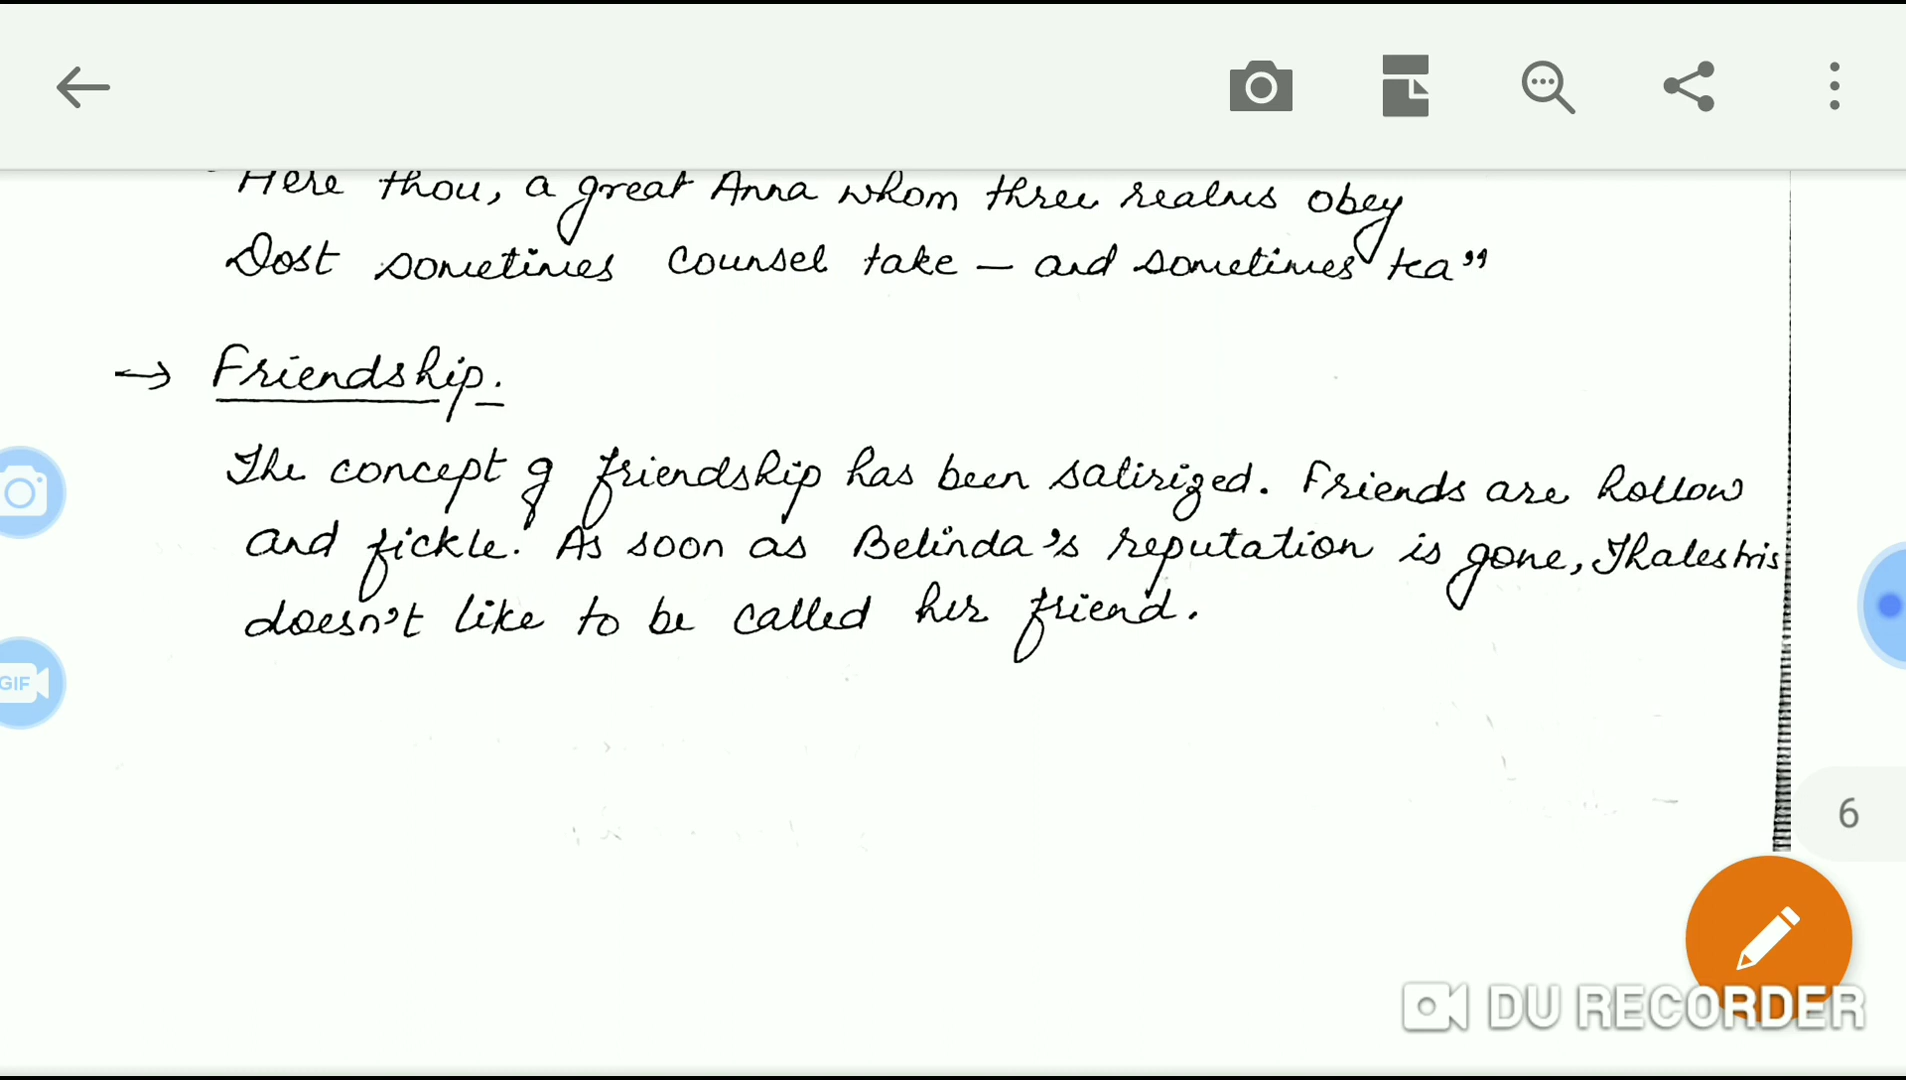 Here thou, a great Anna whom three realms obey
Dost sometimes counsel take – and sometimes tea"
→ Friendship.
The concept of friendship has been satirized. Friends are hollow
and fickle. As soon as Belinda's reputation is gone, Thalestris
doesn't like to be called her friend.
GIF
6
DU RECORDER